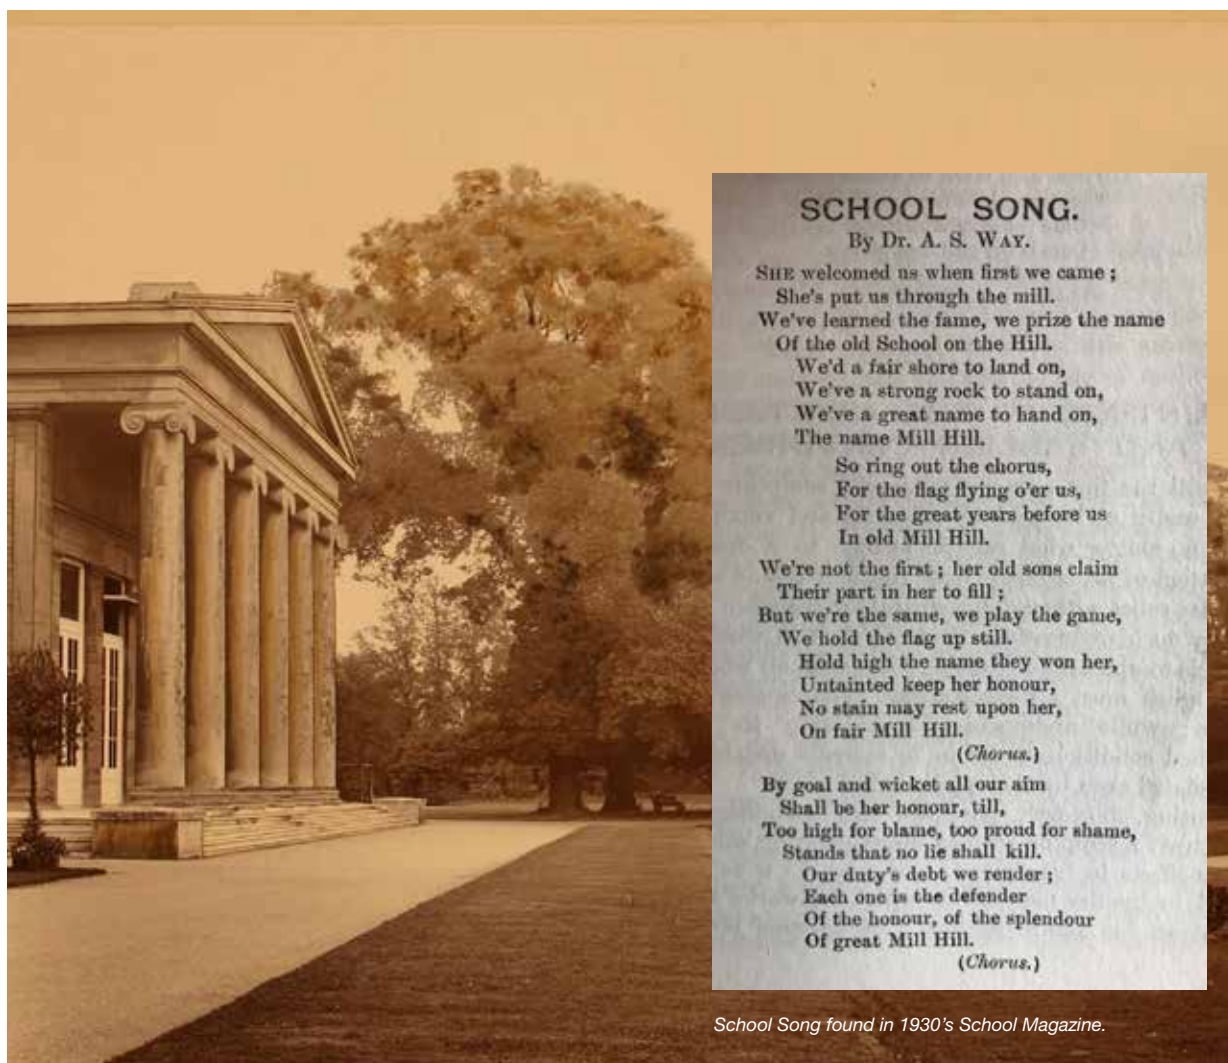 SCHOOL SONG.
By Dr. A. S. WAY.
SHE welcomed us when first we came ;
She's put us through the mill.
We've learned the fame, we prize the name
Of the old School on the Hill.
We'd a fair shore to land on,
We've a strong rock to stand on,
We've a great name to hand on,
The name Mill Hill.
So ring out the chorus,
For the flag flying o'er us,
For the great years before us
In old Mill Hill.
We're not the first ; her old sons claim
Their part in her to fill ;
But we're the same, we play the game,
We hold the flag up still.
Hold high the name they won her,
Untainted keep her honour,
No stain may rest upon her,
On fair Mill Hill.
(Chorus.)
By goal and wicket all our aim
Shall be her honour, till,
Too high for blame, too proud for shame,
Stands that no lie shall kill.
Our duty's debt we render ;
Each one is the defender
Of the honour, of the splendour
Of great Mill Hill.
(Chorus.)
School Song found in 1930's School Magazine.